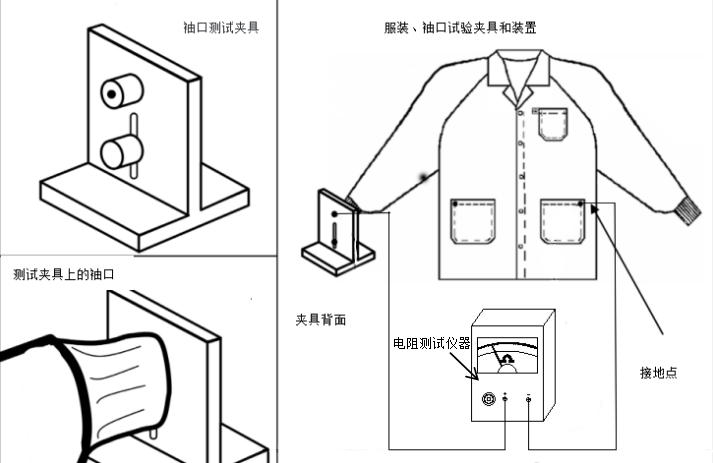 袖口测试夹具
服装、袖口试验夹具和装置
测试夹具上的袖口
夹具背面
电阻测试仪器
接地点
Ω
+
-